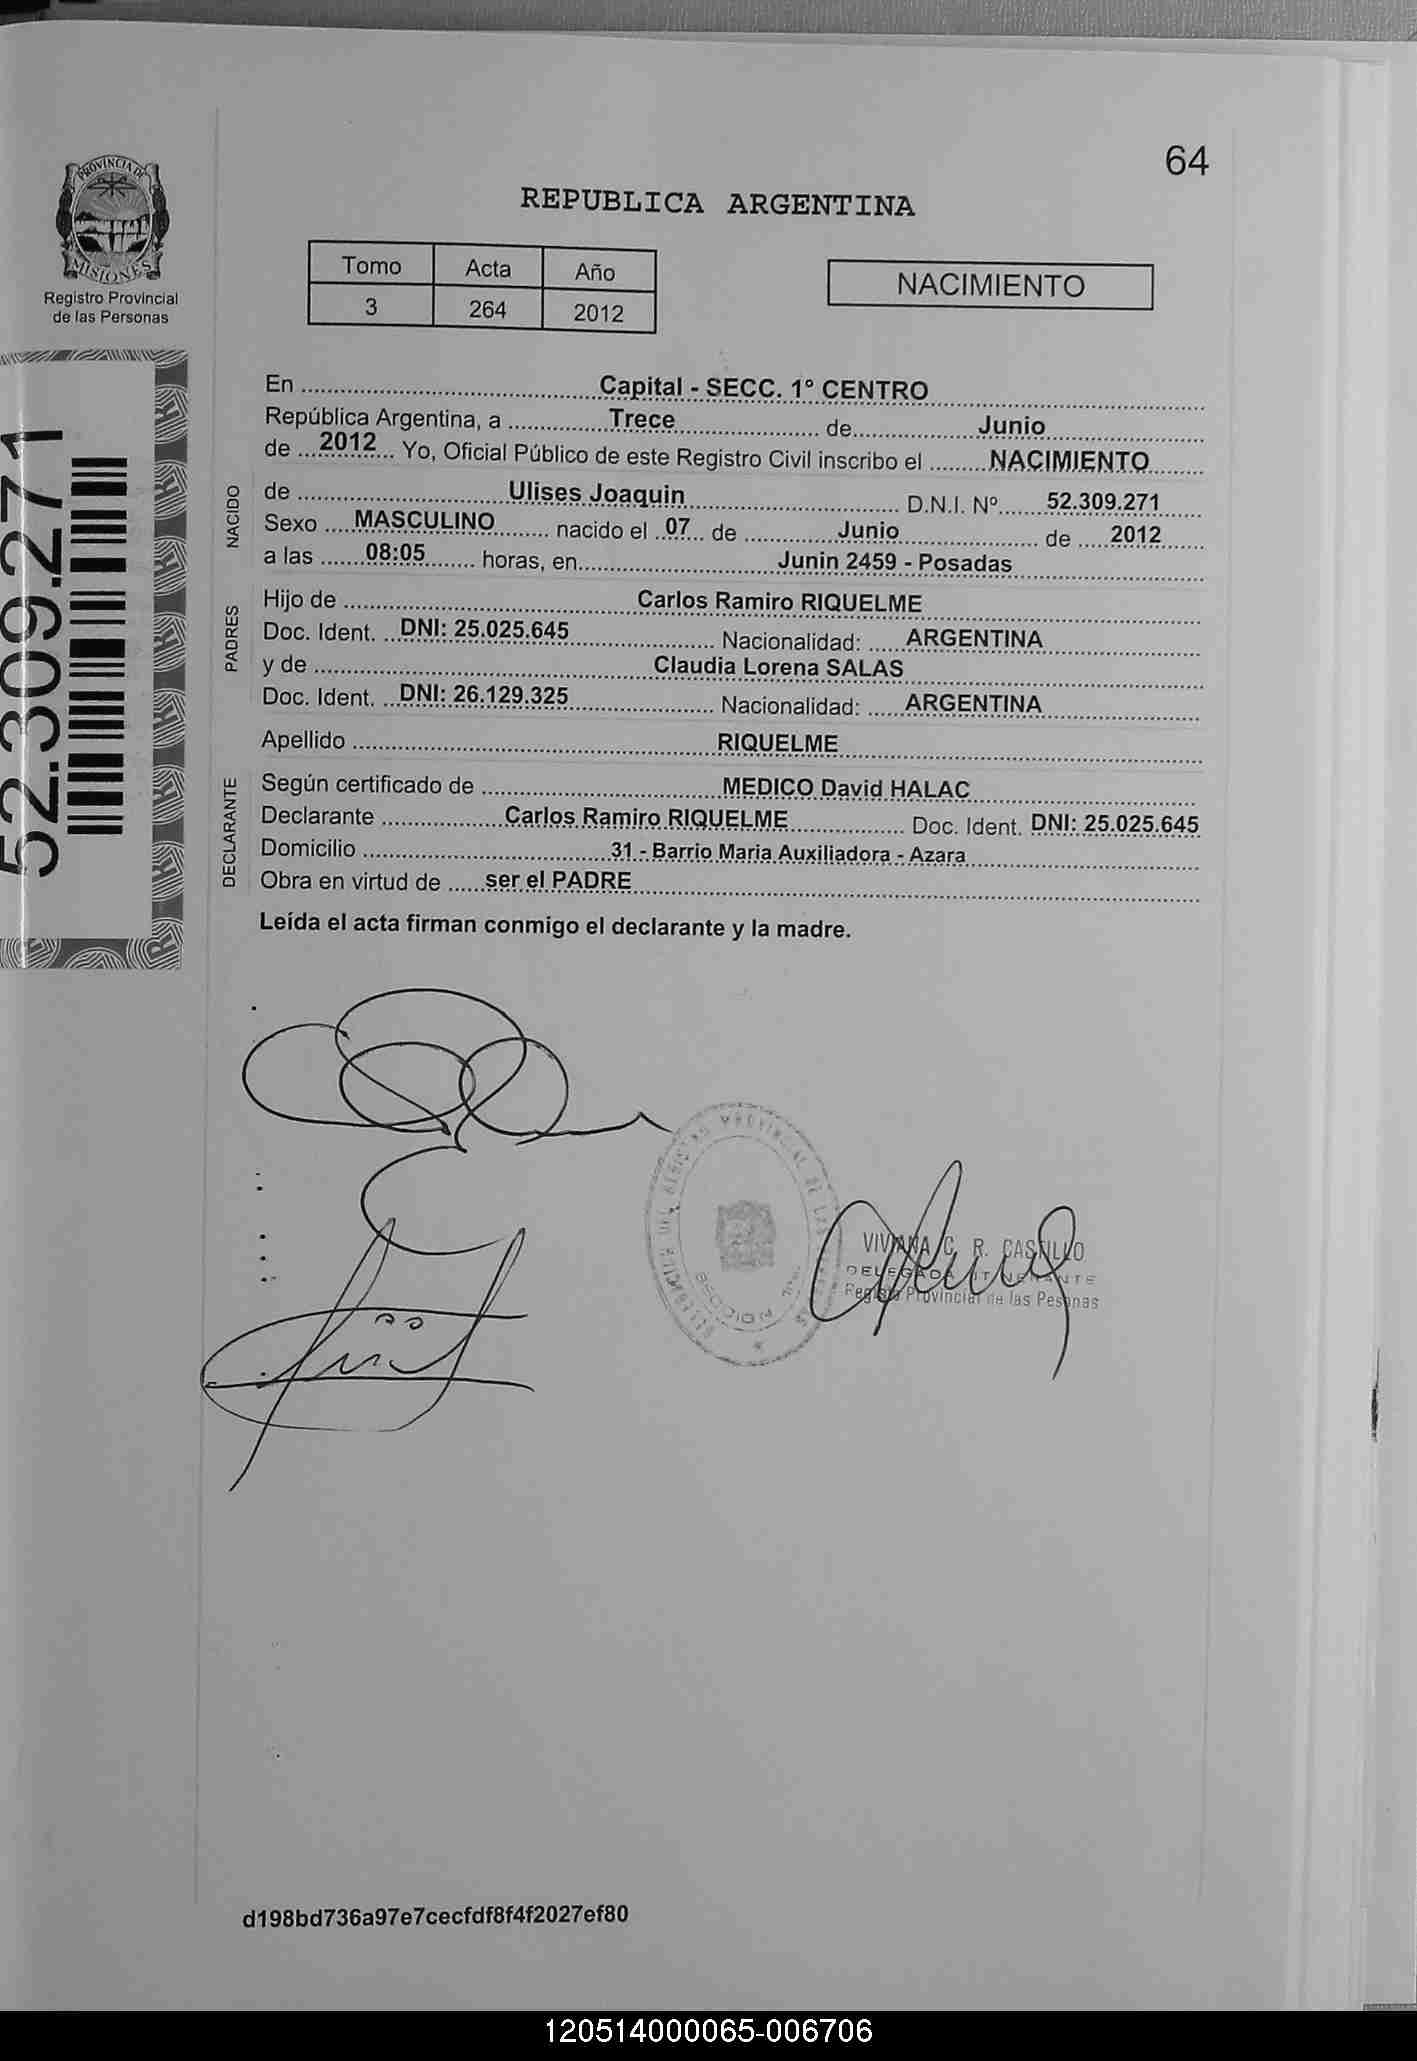 64
PROVINCIA DE
MISIONES
Registro Provincial
de las Personas
REPUBLICA ARGENTINA
Tomo Acta Año
3 264 2012
NACIMIENTO
52.309.271
En Capital - SECC. 1° CENTRO
República Argentina, a Trece de Junio
de 2012 Yo, Oficial Público de este Registro Civil inscribo el NACIMIENTO
NACIDO
de Ulises Joaquin D.N.I. Nº 52.309.271
Sexo MASCULINO nacido el 07 de Junio de 2012
a las 08:05 horas, en Junin 2459 - Posadas
PADRES
Hijo de Carlos Ramiro RIQUELME
Doc. Ident. DNI: 25.025.645 Nacionalidad: ARGENTINA
y de Claudia Lorena SALAS
Doc. Ident. DNI: 26.129.325 Nacionalidad: ARGENTINA
Apellido RIQUELME
DECLARANTE
Según certificado de MEDICO David HALAC
Declarante Carlos Ramiro RIQUELME Doc. Ident. DNI: 25.025.645
Domicilio 31 - Barrio Maria Auxiliadora - Azara
Obra en virtud de ser el PADRE
Leída el acta firman conmigo el declarante y la madre.
PROVINCIAL DE LAS
VIVIANA C. R. CASTILLO
DELEGADA ITINERANTE
Registro Provincial de las Pesonas
d198bd736a97e7cecfdf8f4f2027ef80
120514000065-006706